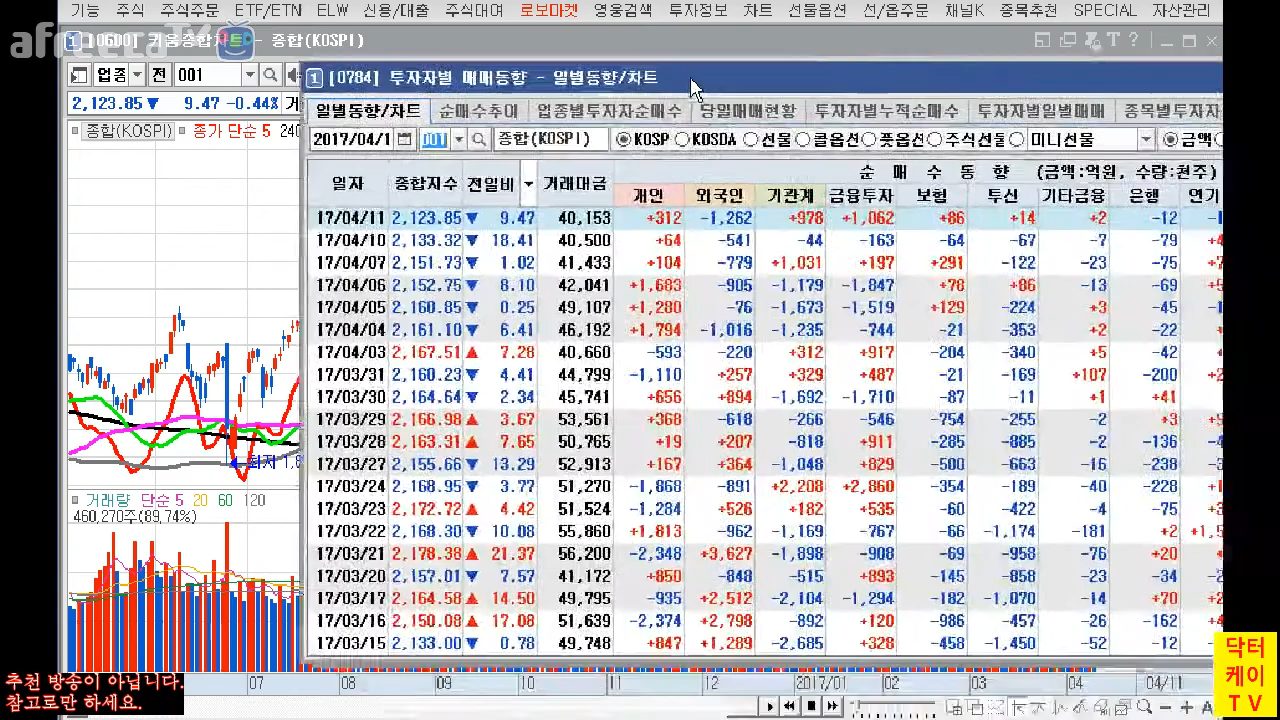 기능 주식 주식주문 ETF/ETN ELW 신용/대출 주식대여 로보마켓 영웅검색 투자정보 차트 선물옵션 선/옵주문 채널K 종목추천 SPECIAL 자산관리
afreecaTV
1 [0600] 키움종합차트 - 종합(KOSPI)
업종 전 001
2,123.85▼ 9.47 -0.44%
종합(KOSPI) 종가 단순 5
거래량 단순 5 20 60 120
460,270주(89,74%)
1 [0784] 투자자별 매매동향 - 일별동향/차트
일별동향/차트 순매수추이 업종별투자자순매수 당일매매현황 투자자별누적순매수 투자자별일별매매 종목별투자자
2017/04/1 001 종합(KOSPI) KOSP KOSDA 선물 콜옵션 풋옵션 주식선물 미니선물 금액
순 매 수 동 향 (금액:억원, 수량:천주)
일자 종합지수 전일비 거래대금 개인 외국인 기관계 금융투자 보험 투신 기타금융 은행 연기
17/04/11 2,123.85 ▼ 9.47 40,153 +312 -1,262 +978 +1,062 +86 +14 +2 -12
17/04/10 2,133.32 ▼ 18.41 40,500 +64 -541 -44 -163 -64 -67 -7 -79
17/04/07 2,151.73 ▼ 1.02 41,433 +104 -779 +1,031 +197 +291 -122 -23 -75
17/04/06 2,152.75 ▼ 8.10 42,041 +1,683 -905 -1,179 -1,847 +78 +86 -13 -69
17/04/05 2,160.85 ▼ 0.25 49,107 +1,280 -76 -1,673 -1,519 +129 -224 +3 -45
17/04/04 2,161.10 ▼ 6.41 46,192 +1,794 -1,016 -1,235 -744 -21 -353 +2 -22
17/04/03 2,167.51 ▲ 7.28 40,660 -593 -220 +312 +917 -204 -340 +5 -42
17/03/31 2,160.23 ▼ 4.41 44,799 -1,110 +257 +329 +487 -21 -169 +107 -200
17/03/30 2,164.64 ▼ 2.34 45,741 +656 +894 -1,692 -1,710 -87 -11 +1 +41
17/03/29 2,166.98 ▲ 3.67 53,561 +368 -618 -266 -546 -754 -255 -2 +3
17/03/28 2,163.31 ▲ 7.65 50,765 +19 +207 -818 +911 -285 -885 -2 -136
17/03/27 2,155.66 ▼ 13.29 52,913 +167 +364 -1,048 +829 -500 -663 -16 -238
17/03/24 2,168.95 ▼ 3.77 51,270 -1,868 -891 +2,208 +2,860 -354 -189 -40 -228
17/03/23 2,172.72 ▲ 4.42 51,524 -1,284 +526 +182 +535 -60 -422 -4 -75
17/03/22 2,168.30 ▼ 10.08 55,860 +1,813 -962 -1,169 -767 -66 -1,174 -181 +2
17/03/21 2,178.38 ▲ 21.37 56,200 -2,348 +3,627 -1,898 -908 -69 -958 -76 +20
17/03/20 2,157.01 ▼ 7.57 41,172 +850 -848 -515 +893 -145 -858 -23 -34
17/03/17 2,164.58 ▲ 14.50 49,795 -935 +2,512 -2,104 -1,294 -182 -1,070 -14 +70
17/03/16 2,150.08 ▲ 17.08 51,639 -2,374 +2,798 -892 +120 -986 -457 -26 -162
17/03/15 2,133.00 ▼ 0.78 49,748 +847 +1,289 -2,685 +328 -458 -1,450 -52 -12
07 08 09 10 11 12 2017/01 02 03 04 04/11
추천 방송이 아닙니다.
참고로만 하세요.
닥터
케이
TV